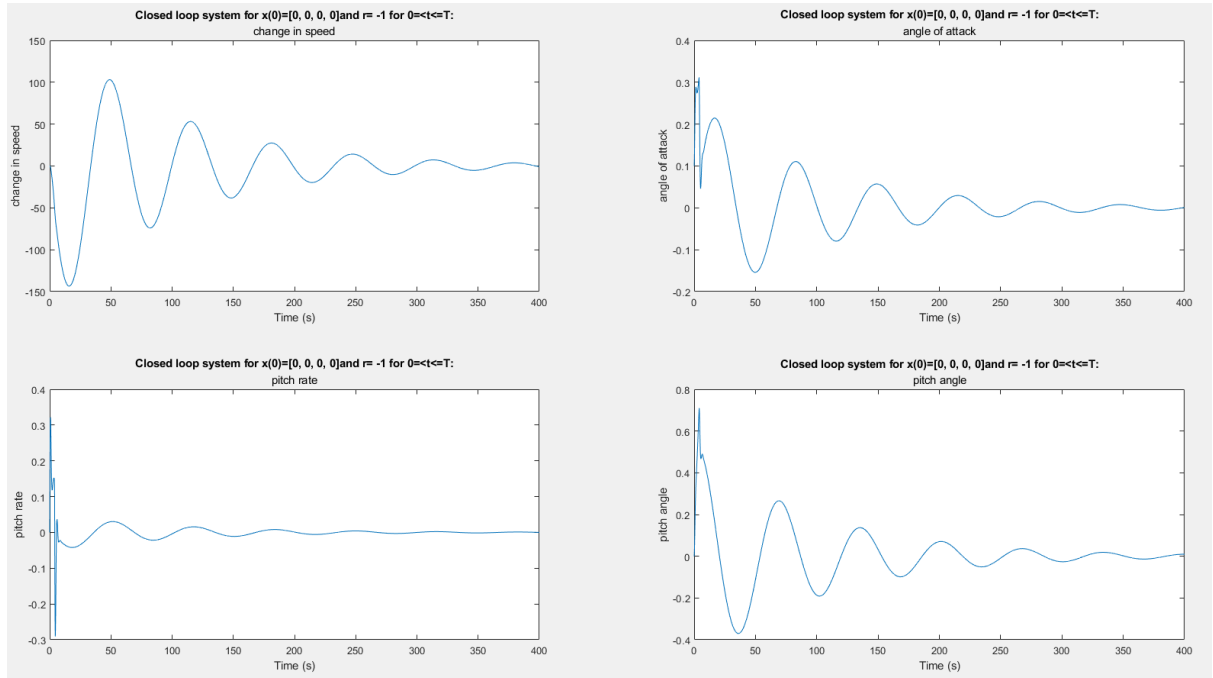 Closed loop system for x(0)=[0, 0, 0, 0]and r= -1 for 0=<t<=T:
change in speed
150
100
50
0
-50
-100
-150
change in speed
0 50 100 150 200 250 300 350 400
Time (s)
Closed loop system for x(0)=[0, 0, 0, 0]and r= -1 for 0=<t<=T:
angle of attack
0.4
0.3
0.2
0.1
0
-0.1
-0.2
angle of attack
0 50 100 150 200 250 300 350 400
Time (s)
Closed loop system for x(0)=[0, 0, 0, 0]and r= -1 for 0=<t<=T:
pitch rate
0.4
0.3
0.2
0.1
0
-0.1
-0.2
-0.3
pitch rate
0 50 100 150 200 250 300 350 400
Time (s)
Closed loop system for x(0)=[0, 0, 0, 0]and r= -1 for 0=<t<=T:
pitch angle
0.8
0.6
0.4
0.2
0
-0.2
-0.4
pitch angle
0 50 100 150 200 250 300 350 400
Time (s)